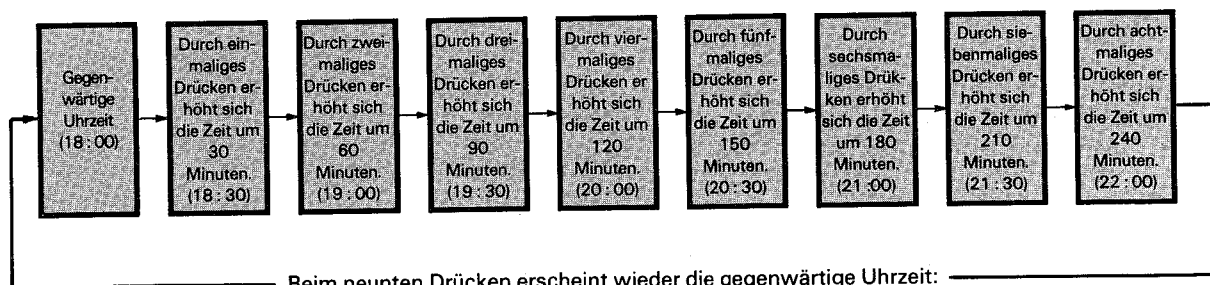 Gegen-
wärtige
Uhrzeit
(18 : 00)
Durch ein-
maliges
Drücken er-
höht sich
die Zeit um
30
Minuten.
(18 : 30)
Durch zwei-
maliges
Drücken er-
höht sich
die Zeit um
60
Minuten.
(19 : 00)
Durch drei-
maliges
Drücken er-
höht sich
die Zeit um
90
Minuten.
(19 : 30)
Durch vier-
maliges
Drücken er
höht sich
die Zeit um
120
Minuten.
(20 : 00)
Durch fünf-
maliges
Drücken er-
höht sich
die Zeit um
150
Minuten.
(20 : 30)
Durch
sechsma-
liges Drük-
ken erhöht
sich die Zeit
um 180
Minuten.
(21 :00)
Durch sie-
benmaliges
Drücken er-
höht sich
die Zeit um
210
Minuten.
(21 : 30)
Durch acht-
maliges
Drücken er-
höht sich
die Zeit um
240
Minuten.
(22 : 00)
Beim neunten Drücken erscheint wieder die gegenwärtige Uhrzeit: